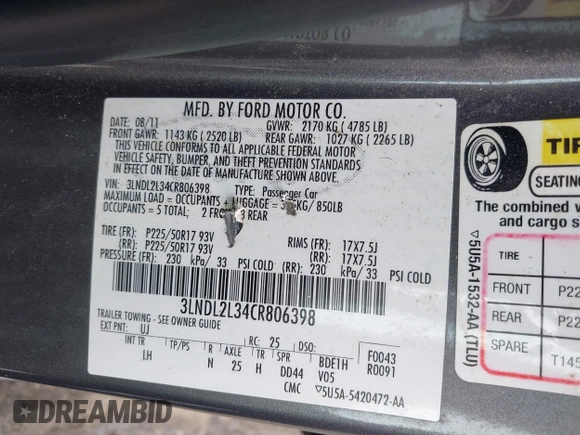 MFD. BY FORD MOTOR CO.
DATE: 08/11 GVWR: 2170 KG ( 4785 LB)
FRONT GAWR: 1143 KG ( 2520 LB) REAR GAWR: 1027 KG ( 2265 LB)
THIS VEHICLE CONFORMS TO ALL APPLICABLE FEDERAL MOTOR
VEHICLE SAFETY, BUMPER, AND THEFT PREVENTION STANDARDS
IN EFFECT ON THE DATE OF MANUFACTURE SHOWN ABOVE.
VIN: 3LNDL2L34CR806398 TYPE: Passenger Car
MAXIMUM LOAD = OCCUPANTS + LUGGAGE = KG/ 850LB
OCCUPANTS = 5 TOTAL; 2 FR 3 REAR
TIRE (F): P225/50R17 93V RIMS (F): 17X7.5J
(R): P225/50R17 93V (R): 17X7.5J
PRESSURE (F): 230 kPa/ 33 PSI COLD (R): 230 kPa/ 33 PSI COLD
3LNDL2L34CR806398
TRAILER TOWING - SEE OWNER GUIDE
EXT PNT: UJ RC: 25 DSO:
INT TR TP/PS R AXLE TR SPR BDE1H F0043
LH N 25 H DD44 V05 R0091
CMC ▽5U5A-5420472-AA
▽5U5A-1532-AA (TLU)
TIR
SEATING
The combined
and cargo s
TIRE
FRONT P22
REAR P22
SPARE T145
DREAMBID